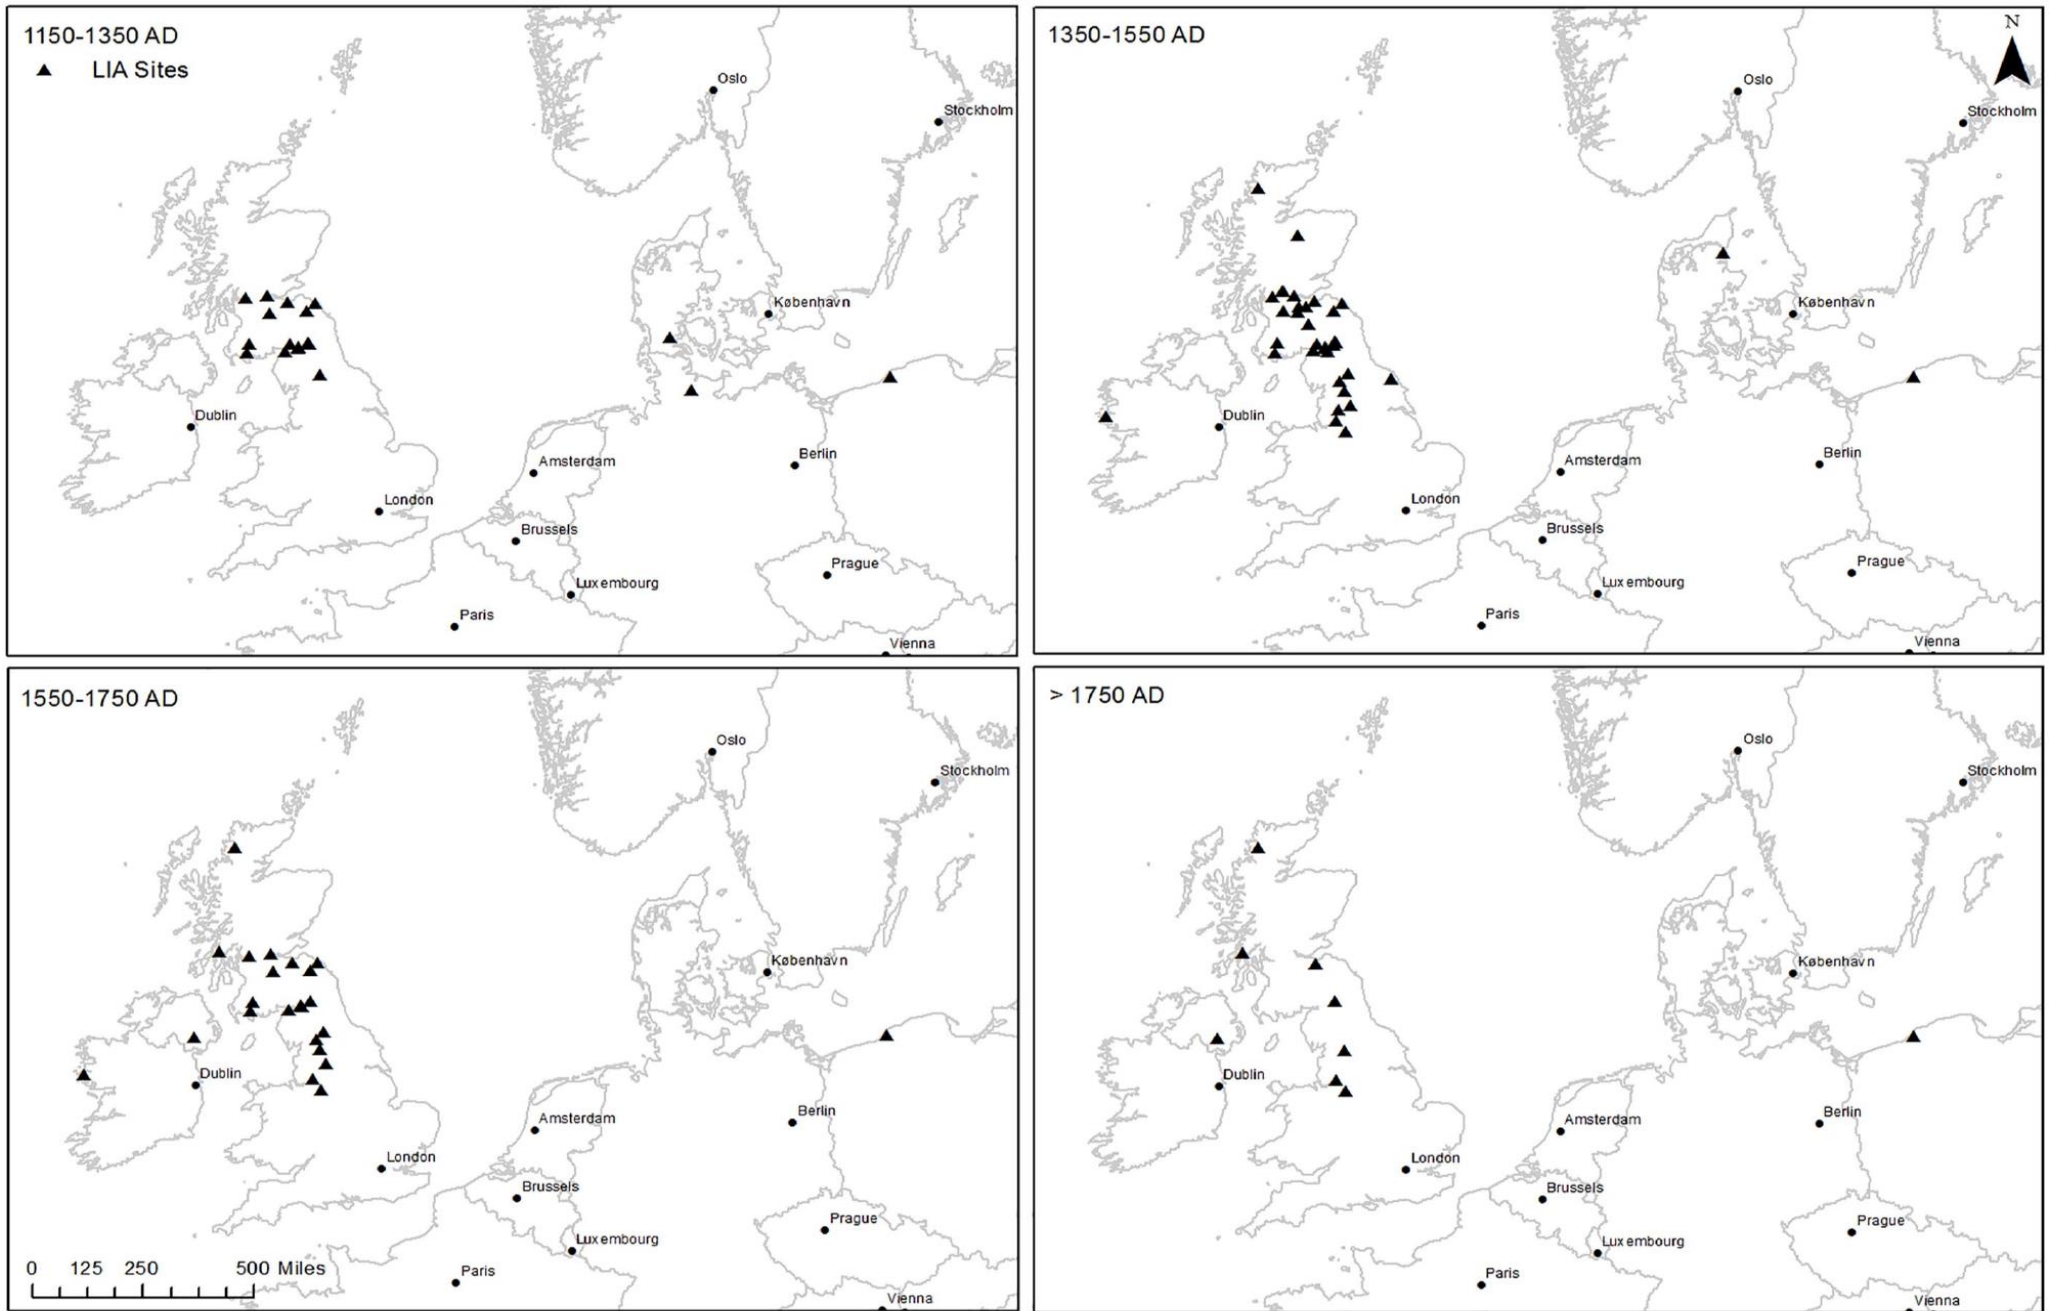 1150-1350 AD
LIA Sites
Oslo
Stockholm
København
Dublin
Amsterdam
Berlin
London
Brussels
Prague
Luxembourg
Paris
Vienna
1350-1550 AD
N
Oslo
Stockholm
København
Dublin
Amsterdam
Berlin
London
Brussels
Prague
Luxembourg
Paris
Vienna
1550-1750 AD
Oslo
Stockholm
København
Dublin
Berlin
Amsterdam
London
Brussels
Prague
Luxembourg
0 125 250 500 Miles
Paris
Vienna
> 1750 AD
Oslo
Stockholm
København
Dublin
Berlin
Amsterdam
London
Brussels
Prague
Luxembourg
Paris
Vienna